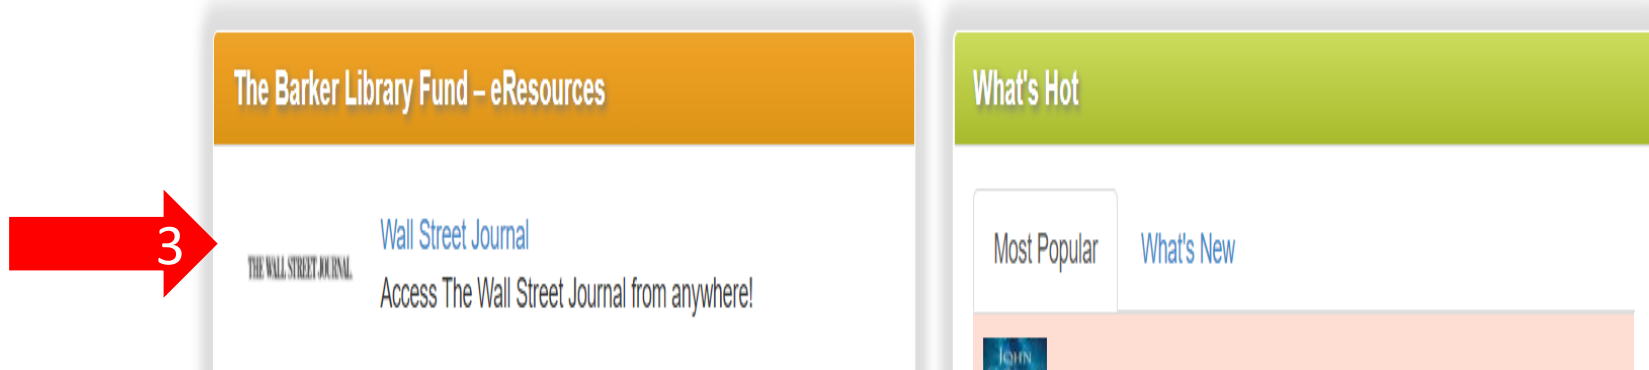 The Barker Library Fund – eResources
What's Hot
3
THE WALL STREET JOURNAL.
Wall Street Journal
Access The Wall Street Journal from anywhere!
Most Popular
What's New
JOHN